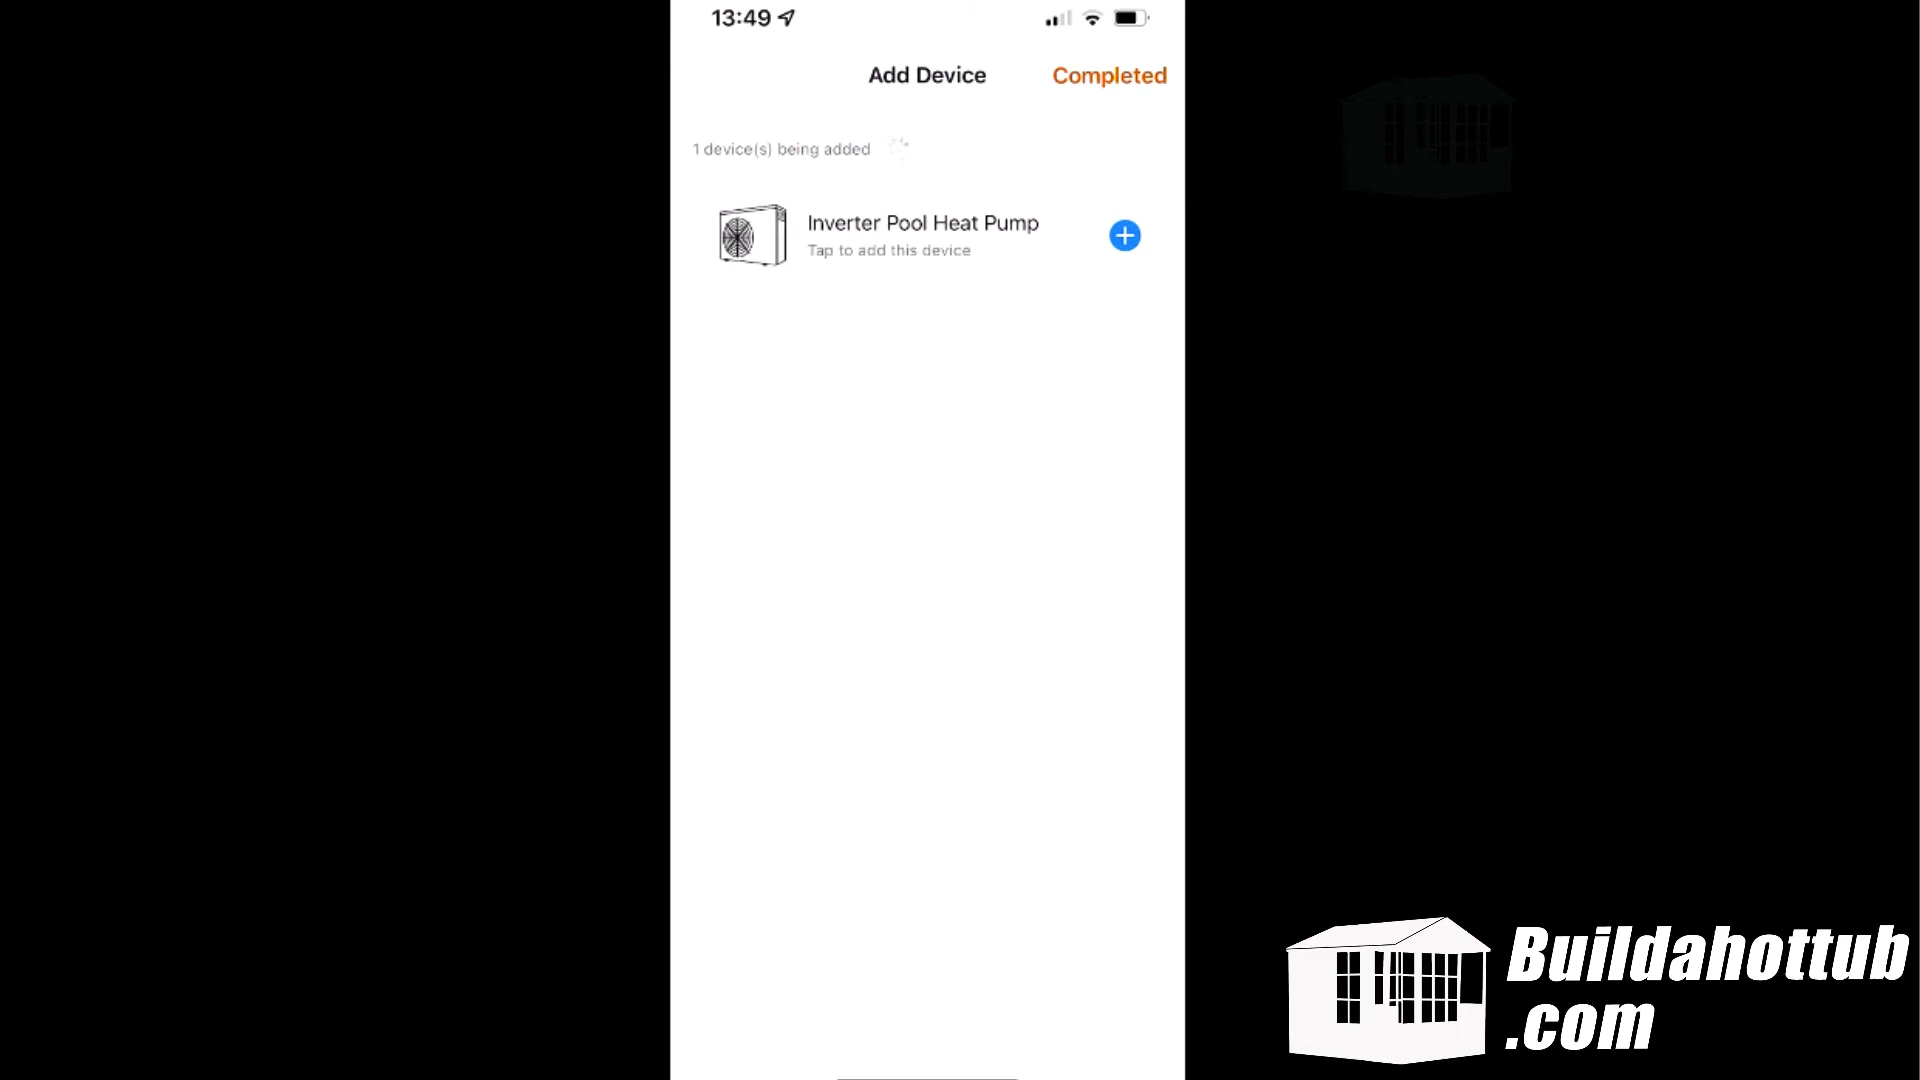 13:49
Add Device
Completed
1 device(s) being added
Inverter Pool Heat Pump
Tap to add this device
Buildahottub
.com